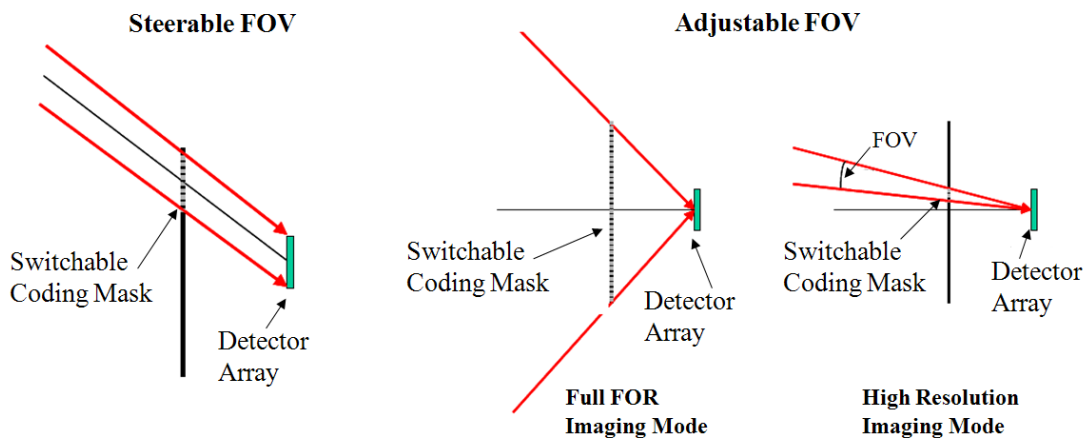 Steerable FOV
Switchable
Coding Mask
Detector
Array
Adjustable FOV
Switchable
Coding Mask
Detector
Array
Full FOR
Imaging Mode
FOV
Switchable
Coding Mask
Detector
Array
High Resolution
Imaging Mode